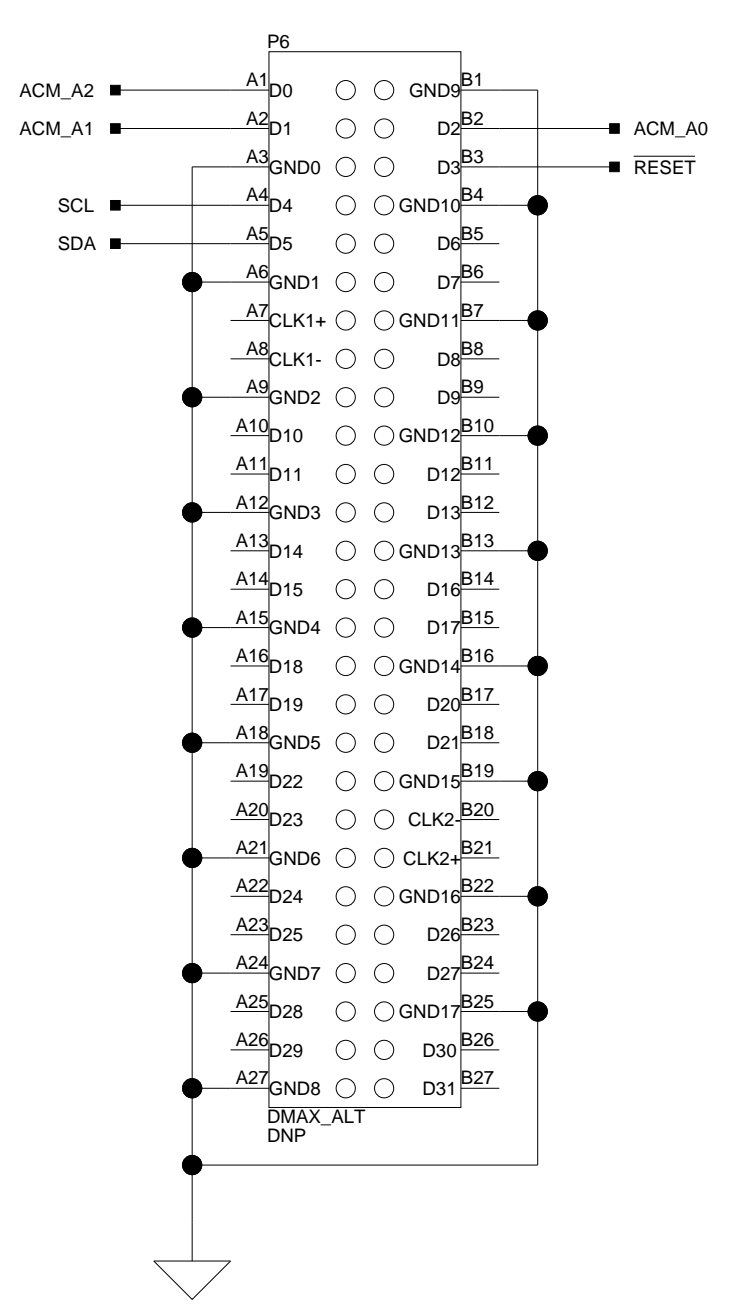 P6
ACM_A2 A1 D0 GND9 B1
ACM_A1 A2 D1 D2 B2 ACM_A0
A3 GND0 D3 B3 RESET
SCL A4 D4 GND10 B4
SDA A5 D5 D6 B5
A6 GND1 D7 B6
A7 CLK1+ GND11 B7
A8 CLK1- D8 B8
A9 GND2 D9 B9
A10 D10 GND12 B10
A11 D11 D12 B11
A12 GND3 D13 B12
A13 D14 GND13 B13
A14 D15 D16 B14
A15 GND4 D17 B15
A16 D18 GND14 B16
A17 D19 D20 B17
A18 GND5 D21 B18
A19 D22 GND15 B19
A20 D23 CLK2- B20
A21 GND6 CLK2+ B21
A22 D24 GND16 B22
A23 D25 D26 B23
A24 GND7 D27 B24
A25 D28 GND17 B25
A26 D29 D30 B26
A27 GND8 D31 B27
DMAX_ALT
DNP